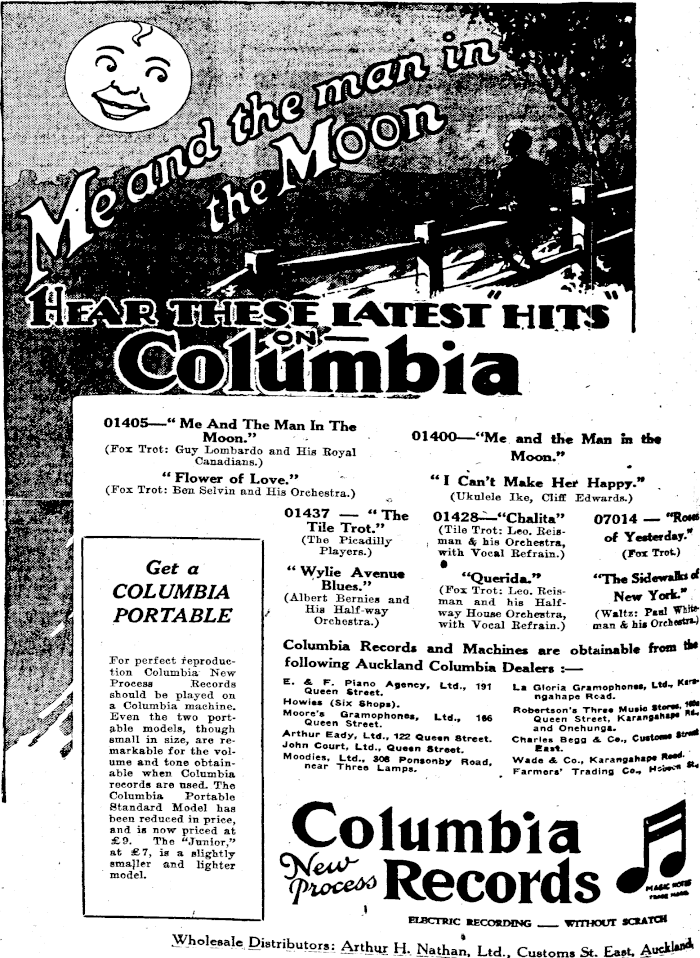 Me and the man in
the Moon
HEAR THESE LATEST "HITS"
ON
Columbia
01405—"Me And The Man In The
Moon."
(Fox Trot: Guy Lombardo and His Royal
Canadians.)
"Flower of Love."
(Fox Trot: Ben Selvin and His Orchestra.)
01400—"Me and the Man in the
Moon."
"I Can't Make Her Happy."
(Ukulele Ike, Cliff Edwards.)
01437 — "The
Tile Trot."
(The Picadilly
Players.)
"Wylie Avenue
Blues."
(Albert Bernies and
His Half-way
Orchestra.)
01428—"Chalita"
(Tile Trot: Leo. Reis-
man & his Orchestra,
with Vocal Refrain.)
"Querida."
(Fox Trot: Leo. Reis-
man and his Half-
way House Orchestra,
with Vocal Refrain.)
07014 — "Roses
of Yesterday."
(Fox Trot.)
"The Sidewalks of
New York."
(Waltz: Paul White-
man & his Orchestra.)
Get a
COLUMBIA
PORTABLE
For perfect reproduc-
tion Columbia New
Process Records
should be played on
a Columbia machine.
Even the two port-
able models, though
small in size, are re-
markable for the vol-
ume and tone obtain-
able when Columbia
records are used. The
Columbia Portable
Standard Model has
been reduced in price,
and is now priced at
£9. The "Junior,"
at £7, is a slightly
smaller and lighter
model.
Columbia Records and Machines are obtainable from the
following Auckland Columbia Dealers :—
E. & F. Piano Agency, Ltd., 191
Queen Street.
Howies (Six Shops).
Moore's Gramophones, Ltd., 166
Queen Street.
Arthur Eady, Ltd., 122 Queen Street.
John Court, Ltd., Queen Street.
Moodies, Ltd., 308 Ponsonby Road,
near Three Lamps.
La Gloria Gramophones, Ltd., Kara-
ngahape Road.
Robertson's Three Music Stores,
Queen Street, Karangahape Rd.,
and Onehunga.
Charles Begg & Co., Customs Street
East.
Wade & Co., Karangahape Road.
Farmers' Trading Co., Hobson St.,
Columbia
New
Process
Records
MAGIC NOTES
TRADE MARK
ELECTRIC RECORDING — WITHOUT SCRATCH
Wholesale Distributors: Arthur H. Nathan, Ltd., Customs St. East, Auckland.